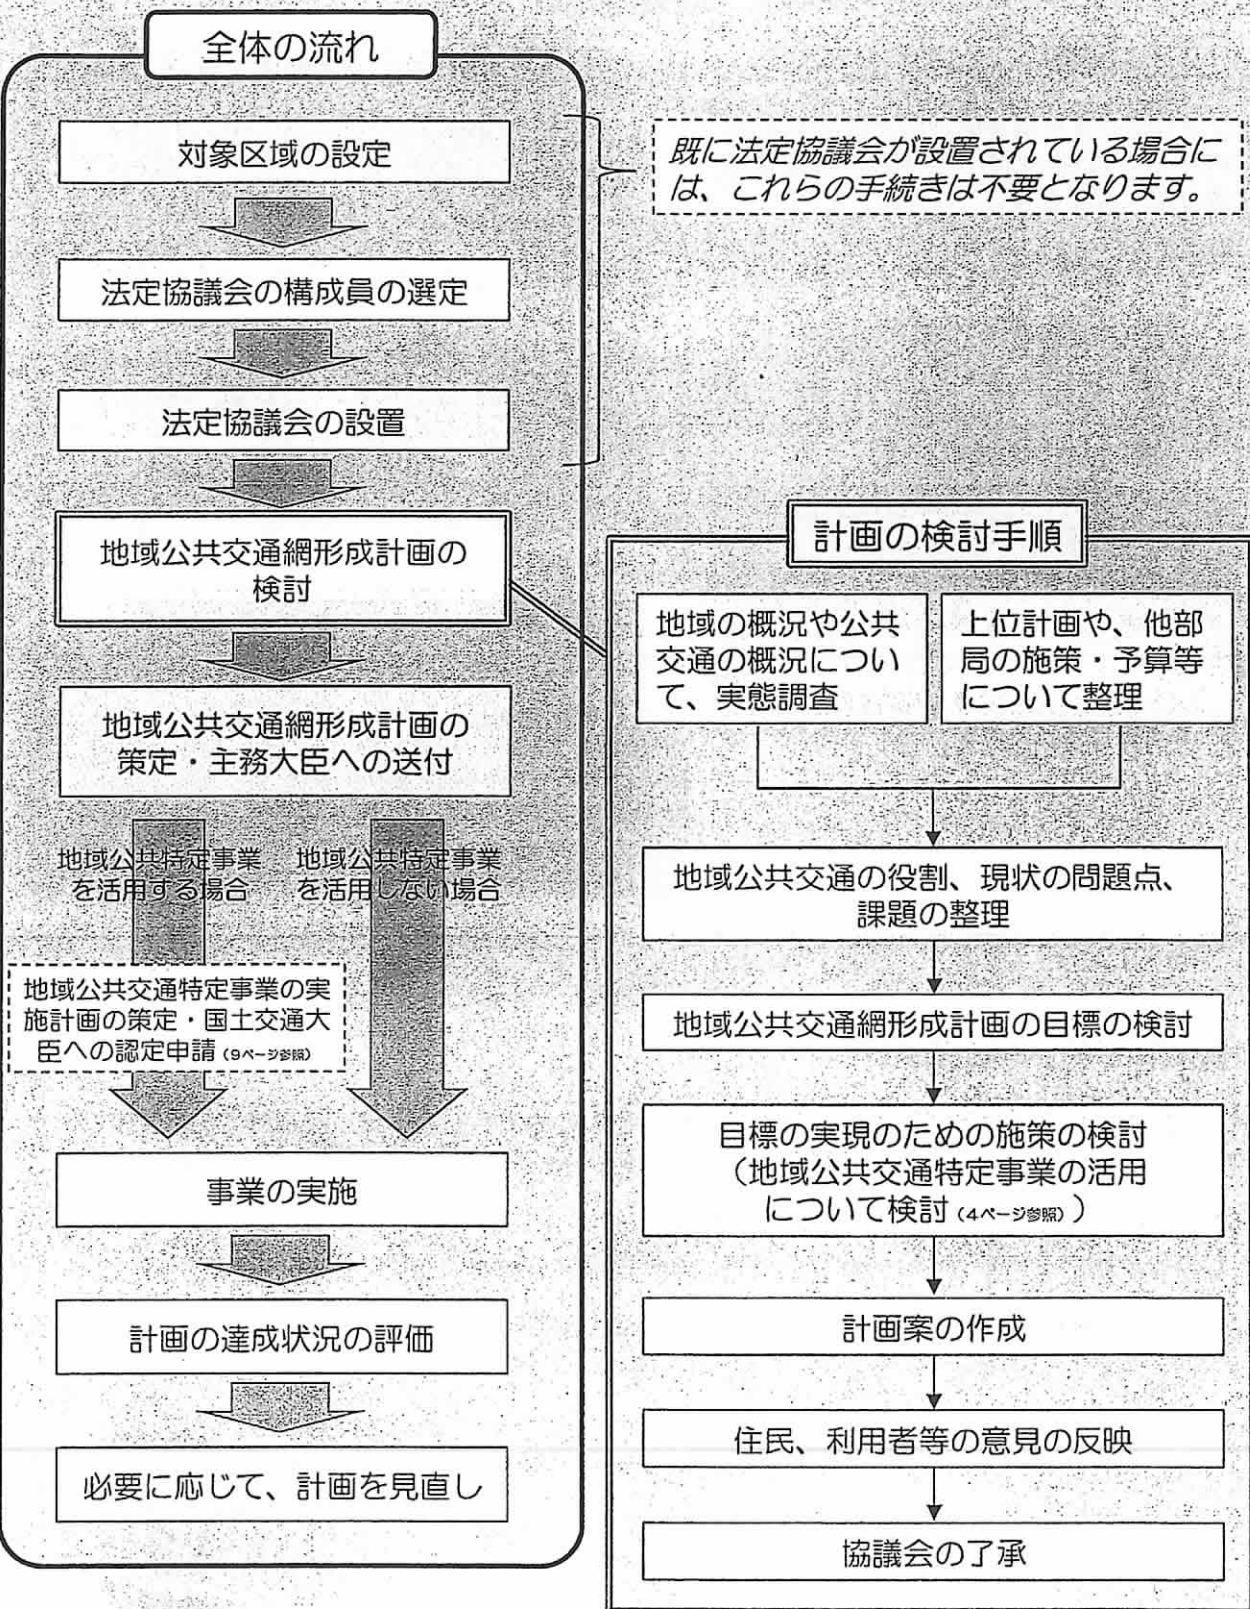 全体の流れ
対象区域の設定
法定協議会の構成員の選定
法定協議会の設置
既に法定協議会が設置されている場合に
は、これらの手続きは不要となります。
地域公共交通網形成計画の
検討
地域公共交通網形成計画の
策定・主務大臣への送付
地域公共特定事業
を活用する場合
地域公共特定事業
を活用しない場合
地域公共交通特定事業の実
施計画の策定・国土交通大
臣への認定申請(9ページ参照)
事業の実施
計画の達成状況の評価
必要に応じて、計画を見直し
計画の検討手順
地域の概況や公共
交通の概況につい
て、実態調査
上位計画や、他部
局の施策・予算等
について整理
地域公共交通の役割、現状の問題点、
課題の整理
地域公共交通網形成計画の目標の検討
目標の実現のための施策の検討
(地域公共交通特定事業の活用
について検討(4ページ参照))
計画案の作成
住民、利用者等の意見の反映
協議会の了承